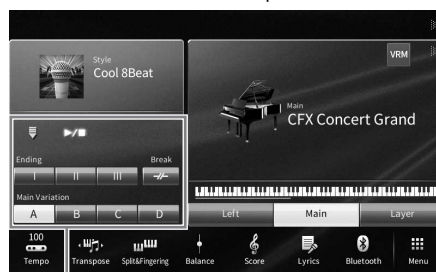 Style
Cool 8Beat
VRM
Main
CFX Concert Grand
Ending
Break
I
II
III
Main Variation
A
B
C
D
Left
Main
Layer
100
Tempo
Transpose
Split&Fingering
Balance
Score
Lyrics
Bluetooth
Menu